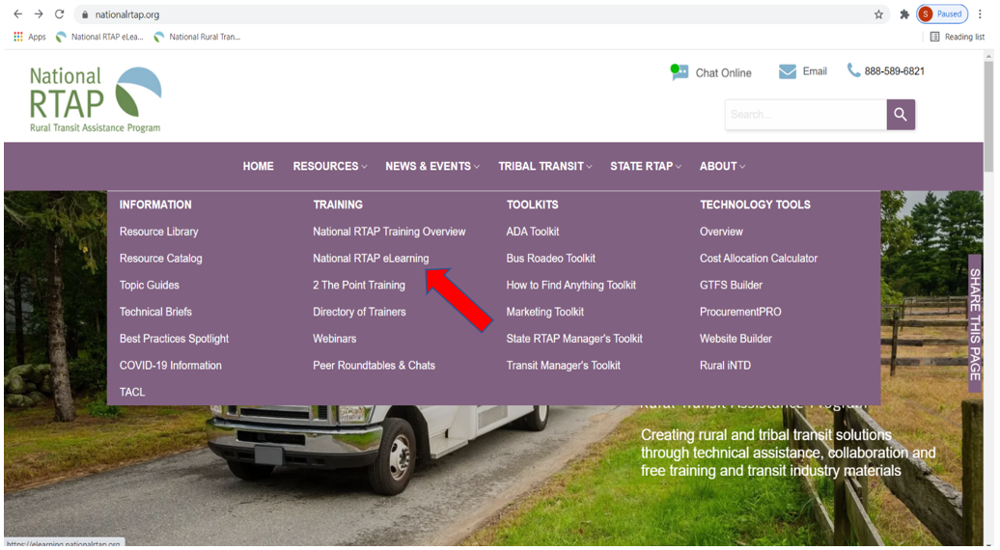 nationalrtap.org
S Paused
Apps National RTAP eLea... National Rural Tran...
Reading list
National
RTAP
Rural Transit Assistance Program
Chat Online Email 888-589-6821
Search...
HOME RESOURCES NEWS & EVENTS TRIBAL TRANSIT STATE RTAP ABOUT
INFORMATION
Resource Library
Resource Catalog
Topic Guides
Technical Briefs
Best Practices Spotlight
COVID-19 Information
TACL
TRAINING
National RTAP Training Overview
National RTAP eLearning
2 The Point Training
Directory of Trainers
Webinars
Peer Roundtables & Chats
TOOLKITS
ADA Toolkit
Bus Roadeo Toolkit
How to Find Anything Toolkit
Marketing Toolkit
State RTAP Manager's Toolkit
Transit Manager's Toolkit
TECHNOLOGY TOOLS
Overview
Cost Allocation Calculator
GTFS Builder
ProcurementPRO
Website Builder
Rural iNTD
SHARE THIS PAGE
Rural Transit Assistance Program
Creating rural and tribal transit solutions
through technical assistance, collaboration and
free training and transit industry materials
https://elearning.nationalrtap.org